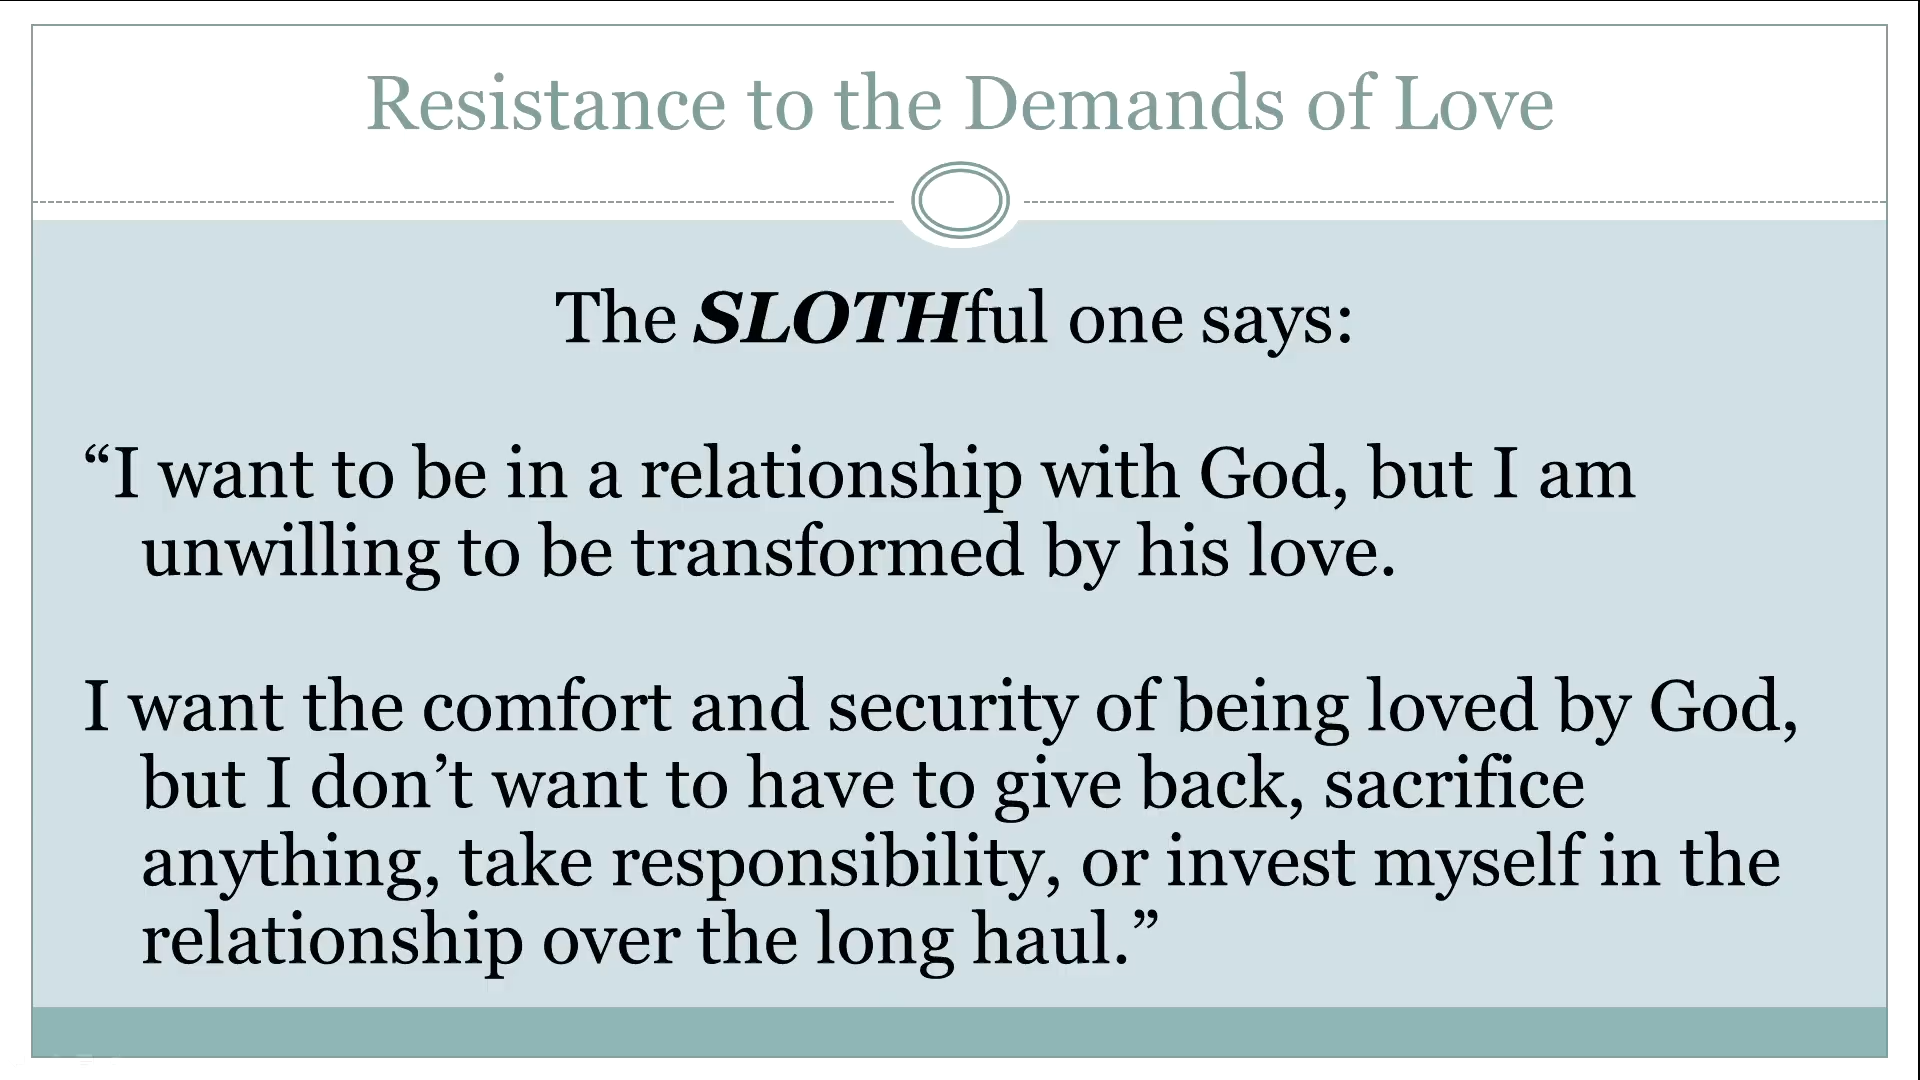 Resistance to the Demands of Love
The SLOTHful one says:
“I want to be in a relationship with God, but I am
unwilling to be transformed by his love.
I want the comfort and security of being loved by God,
but I don’t want to have to give back, sacrifice
anything, take responsibility, or invest myself in the
relationship over the long haul.”